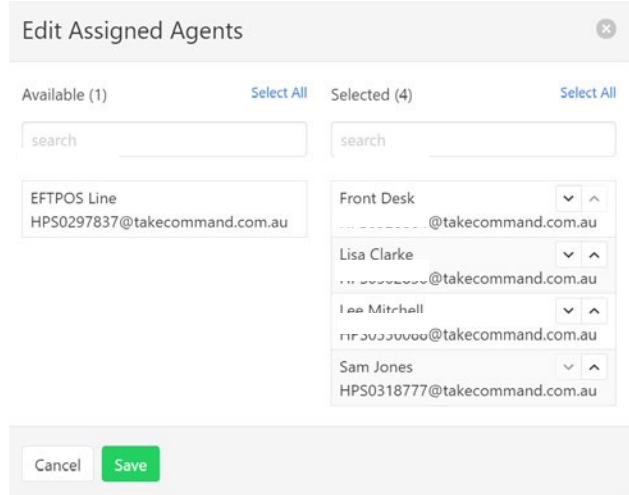 Edit Assigned Agents
Available (1)
Select All
search
EFTPOS Line
HPS0297837@takecommand.com.au
Selected (4)
Select All
search
Front Desk
@takecommand.com.au
Lisa Clarke
@takecommand.com.au
Lee Mitchell
@takecommand.com.au
Sam Jones
HPS0318777@takecommand.com.au
Cancel
Save